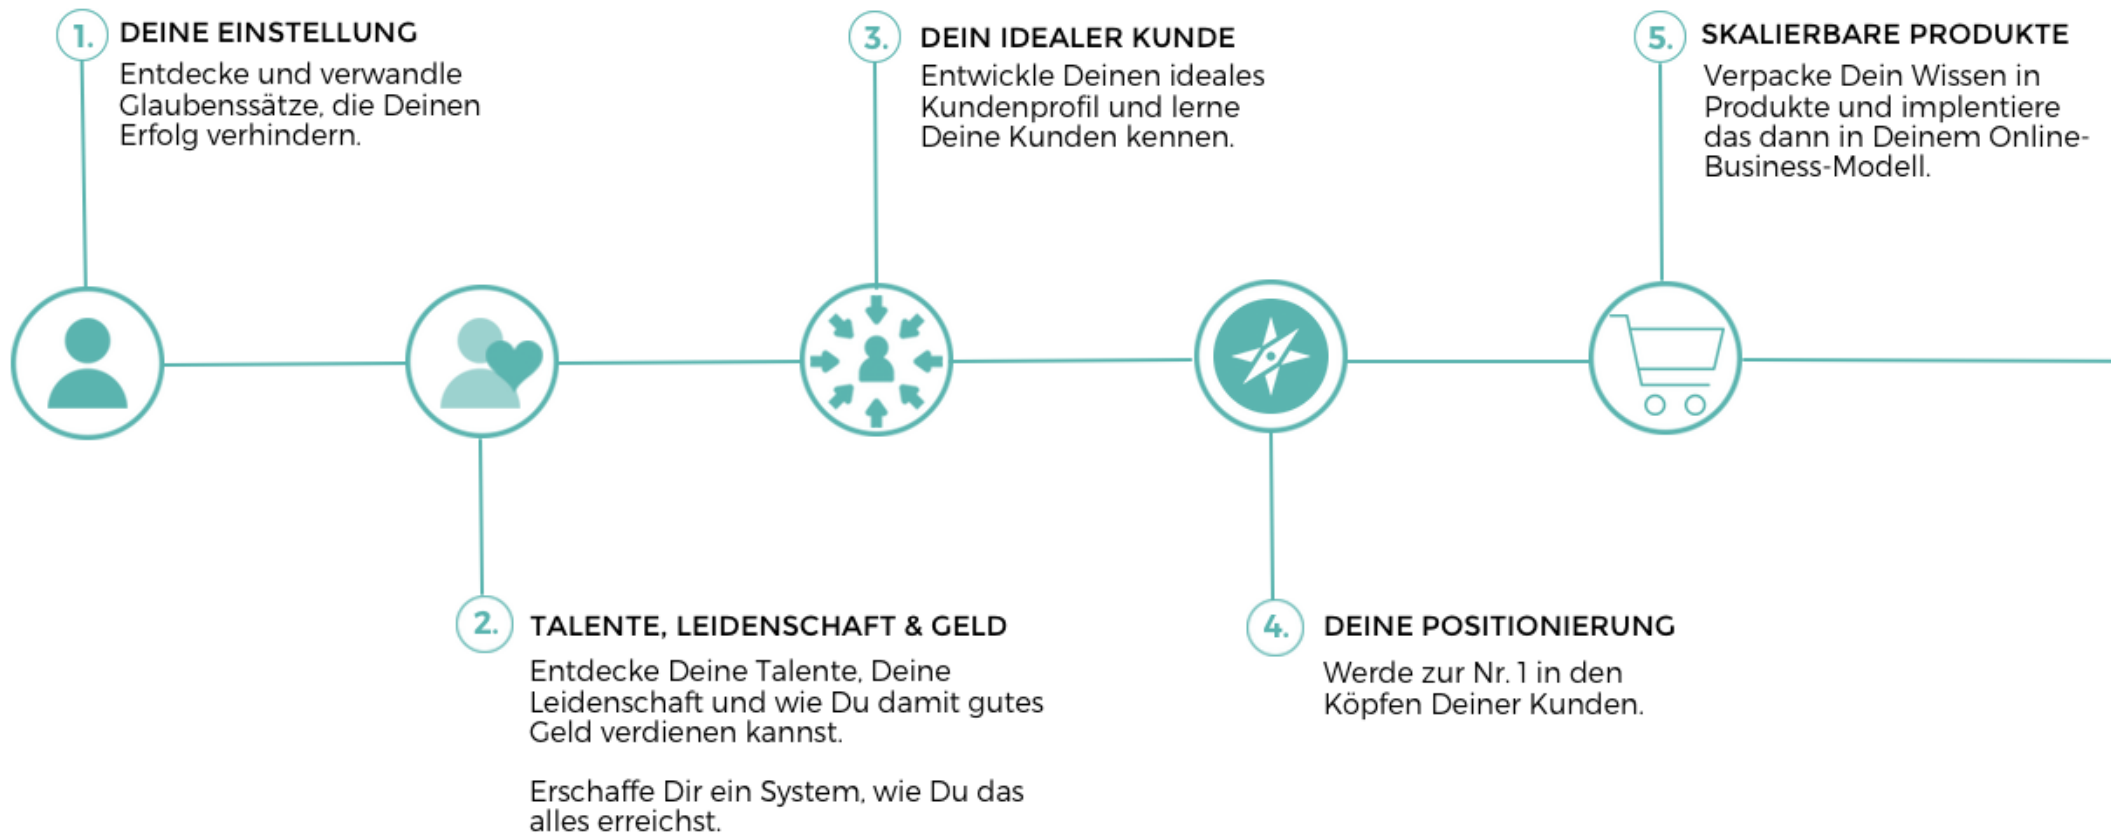 1.
DEINE EINSTELLUNG
Entdecke und verwandle
Glaubenssätze, die Deinen
Erfolg verhindern.
2.
TALENTE, LEIDENSCHAFT & GELD
Entdecke Deine Talente, Deine
Leidenschaft und wie Du damit gutes
Geld verdienen kannst.
Erschaffe Dir ein System, wie Du das
alles erreichst.
3.
DEIN IDEALER KUNDE
Entwickle Deinen ideales
Kundenprofil und lerne
Deine Kunden kennen.
4.
DEINE POSITIONIERUNG
Werde zur Nr. 1 in den
Köpfen Deiner Kunden.
5.
SKALIERBARE PRODUKTE
Verpacke Dein Wissen in
Produkte und implentiere
das dann in Deinem Online-
Business-Modell.